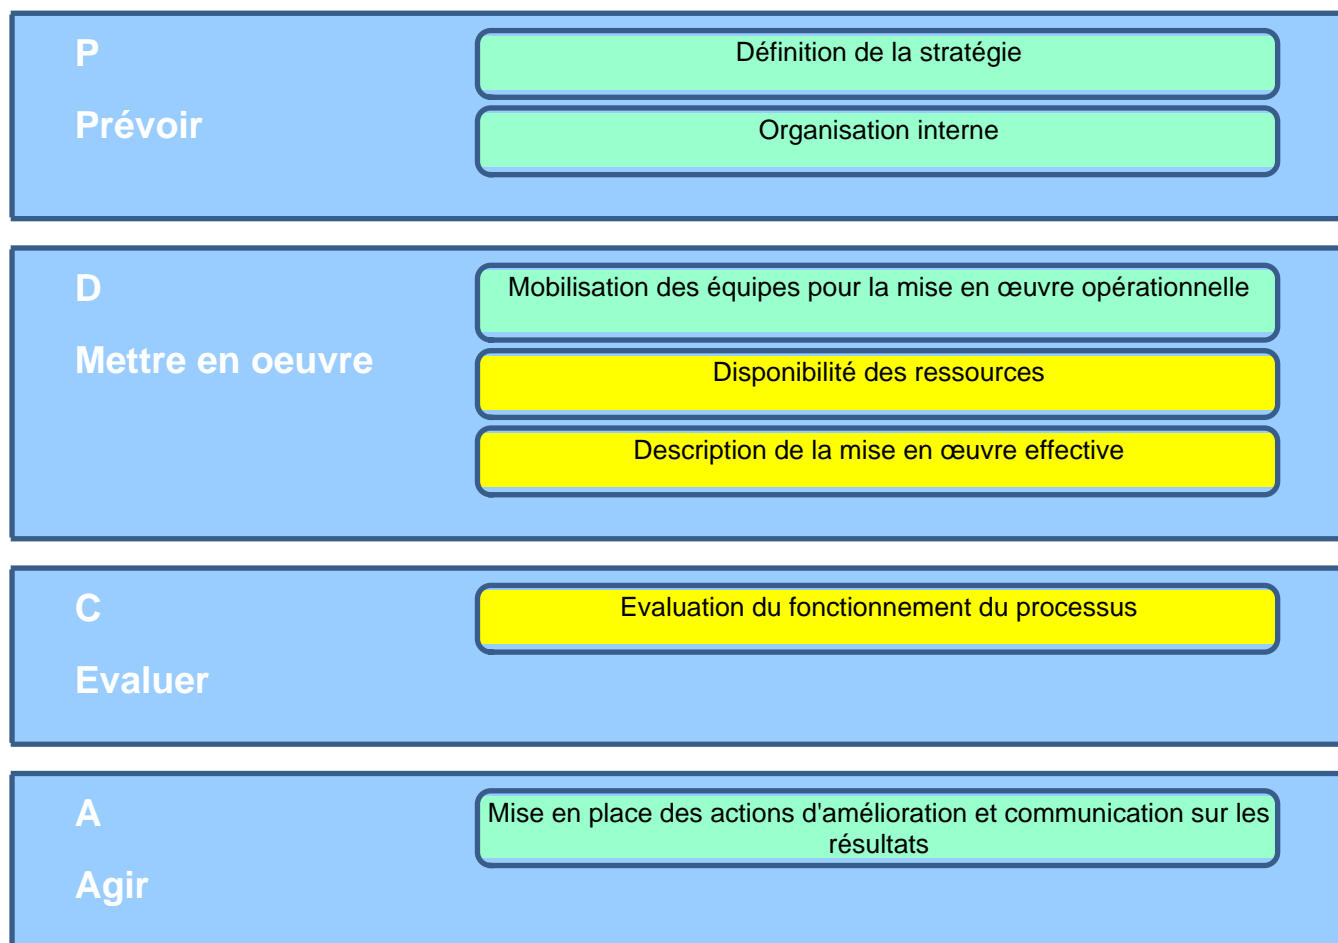 P
Prévoir
Définition de la stratégie
Organisation interne
D
Mettre en oeuvre
Mobilisation des équipes pour la mise en œuvre opérationnelle
Disponibilité des ressources
Description de la mise en œuvre effective
C
Evaluer
Evaluation du fonctionnement du processus
A
Agir
Mise en place des actions d'amélioration et communication sur les
résultats